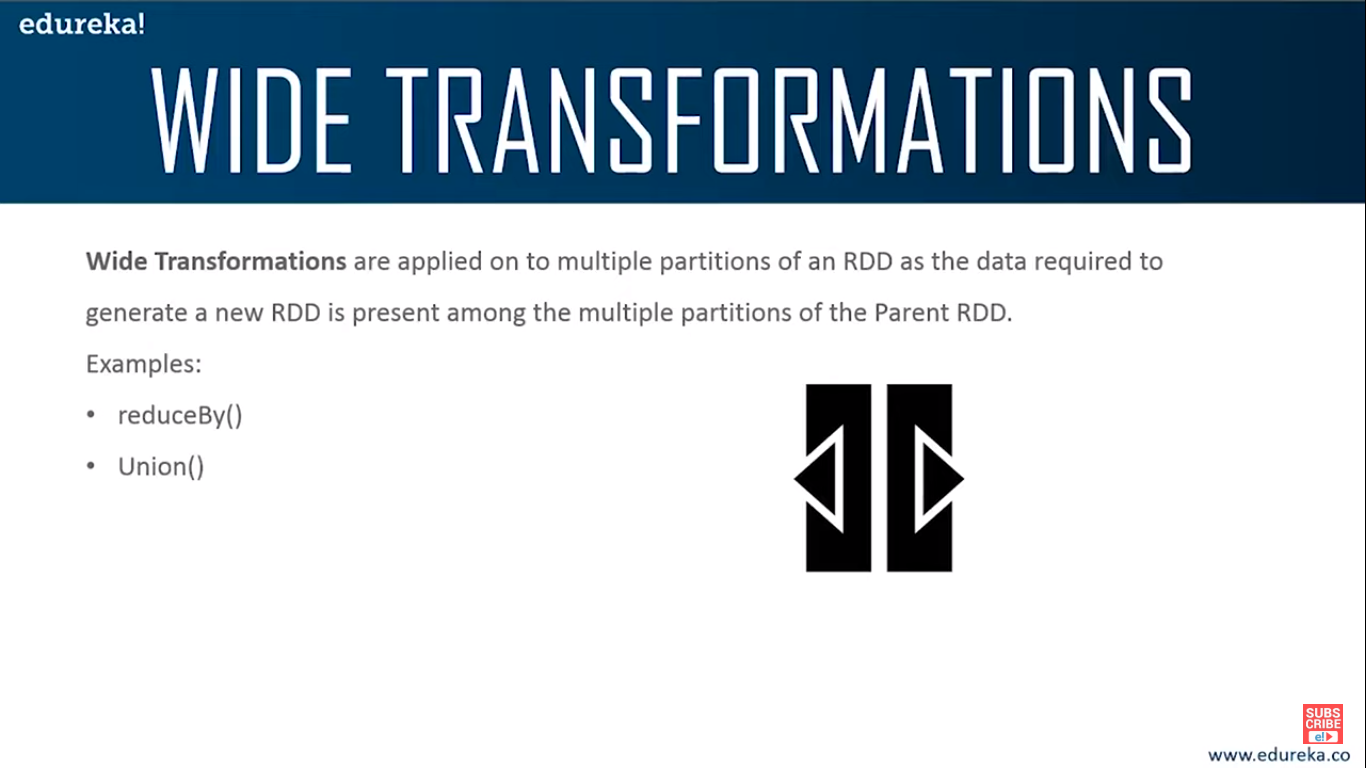 edureka!
WIDE TRANSFORMATIONS
Wide Transformations are applied on to multiple partitions of an RDD as the data required to
generate a new RDD is present among the multiple partitions of the Parent RDD.
Examples:
• reduceBy()
• Union()
SUBS
CRIBE
e!
www.edureka.co